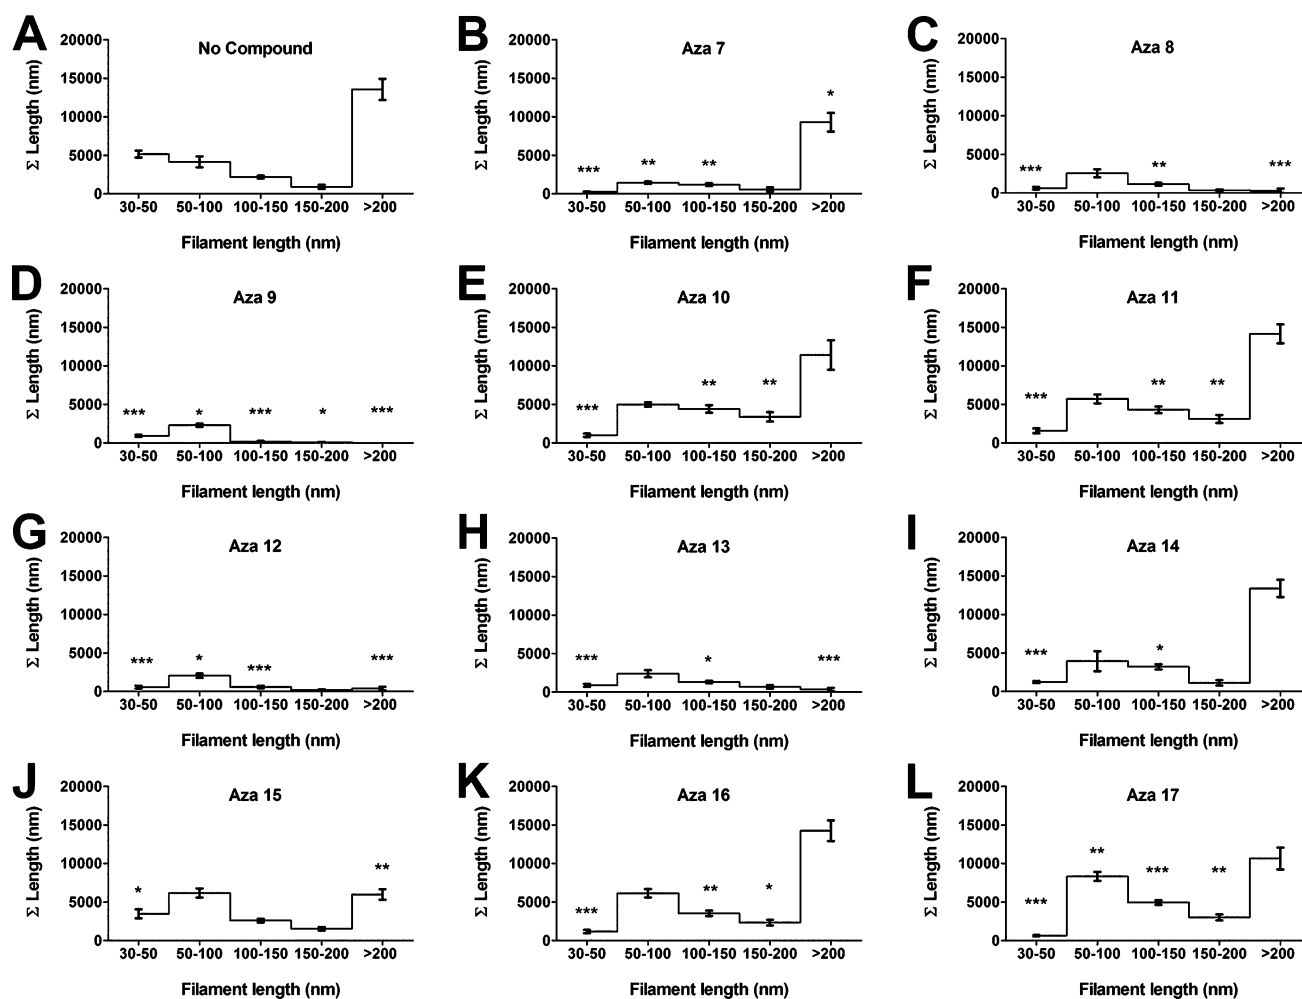 A
No Compound
Σ Length (nm)
20000
15000
10000
5000
0
30-50 50-100 100-150 150-200 >200
Filament length (nm)
B
Aza 7
Σ Length (nm)
20000
15000
10000
5000
0
*** ** ** *
30-50 50-100 100-150 150-200 >200
Filament length (nm)
C
Aza 8
Σ Length (nm)
20000
15000
10000
5000
0
*** ** ***
30-50 50-100 100-150 150-200 >200
Filament length (nm)
D
Aza 9
Σ Length (nm)
20000
15000
10000
5000
0
*** * *** * ***
30-50 50-100 100-150 150-200 >200
Filament length (nm)
E
Aza 10
Σ Length (nm)
20000
15000
10000
5000
0
*** ** **
30-50 50-100 100-150 150-200 >200
Filament length (nm)
F
Aza 11
Σ Length (nm)
20000
15000
10000
5000
0
*** ** **
30-50 50-100 100-150 150-200 >200
Filament length (nm)
G
Aza 12
Σ Length (nm)
20000
15000
10000
5000
0
*** * *** ***
30-50 50-100 100-150 150-200 >200
Filament length (nm)
H
Aza 13
Σ Length (nm)
20000
15000
10000
5000
0
*** * ***
30-50 50-100 100-150 150-200 >200
Filament length (nm)
I
Aza 14
Σ Length (nm)
20000
15000
10000
5000
0
*** *
30-50 50-100 100-150 150-200 >200
Filament length (nm)
J
Aza 15
Σ Length (nm)
20000
15000
10000
5000
0
* **
30-50 50-100 100-150 150-200 >200
Filament length (nm)
K
Aza 16
Σ Length (nm)
20000
15000
10000
5000
0
*** ** *
30-50 50-100 100-150 150-200 >200
Filament length (nm)
L
Aza 17
Σ Length (nm)
20000
15000
10000
5000
0
*** ** *** **
30-50 50-100 100-150 150-200 >200
Filament length (nm)